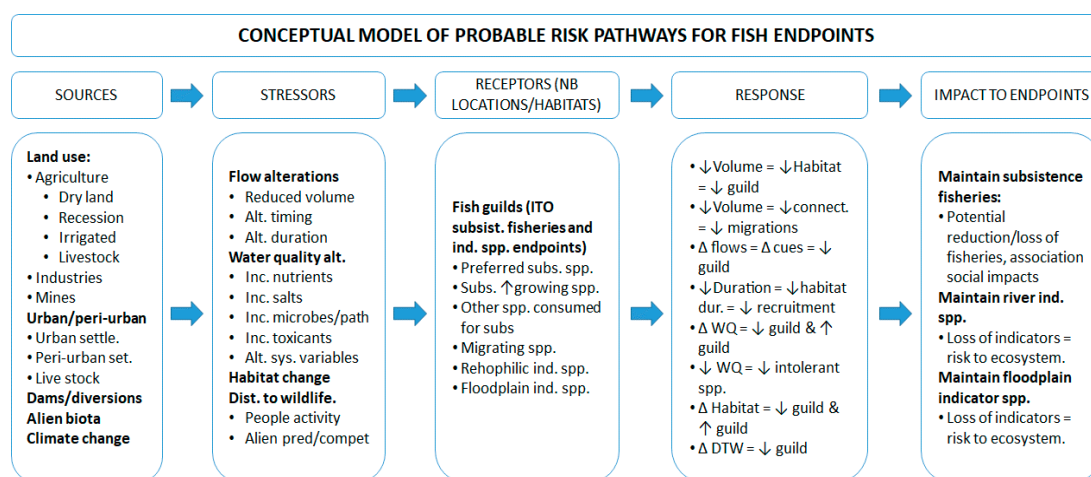 CONCEPTUAL MODEL OF PROBABLE RISK PATHWAYS FOR FISH ENDPOINTS
SOURCES
STRESSORS
RECEPTORS (NB
LOCATIONS/HABITATS)
RESPONSE
IMPACT TO ENDPOINTS
Land use:
• Agriculture
• Dry land
• Recession
• Irrigated
• Livestock
• Industries
• Mines
Urban/peri-urban
• Urban settle.
• Peri-urban set.
• Live stock
Dams/diversions
Alien biota
Climate change
Flow alterations
• Reduced volume
• Alt. timing
• Alt. duration
Water quality alt.
• Inc. nutrients
• Inc. salts
• Inc. microbes/path
• Inc. toxicants
• Alt. sys. variables
Habitat change
Dist. to wildlife.
• People activity
• Alien pred/compet
Fish guilds (ITO
subsist. fisheries and
ind. spp. endpoints)
• Preferred subs. spp.
• Subs. ↑growing spp.
• Other spp. consumed
for subs
• Migrating spp.
• Rehophilic ind. spp.
• Floodplain ind. spp.
• ↓Volume = ↓Habitat
= ↓ guild
• ↓Volume = ↓connect.
= ↓ migrations
• Δ flows = Δ cues = ↓
guild
• ↓Duration = ↓habitat
dur. = ↓ recruitment
• Δ WQ = ↓ guild & ↑
guild
• ↓ WQ = ↓ intolerant
spp.
• Δ Habitat = ↓ guild &
↑ guild
• Δ DTW = ↓ guild
Maintain subsistence
fisheries:
• Potential
reduction/loss of
fisheries, association
social impacts
Maintain river ind.
spp.
• Loss of indicators =
risk to ecosystem.
Maintain floodplain
indicator spp.
• Loss of indicators =
risk to ecosystem.